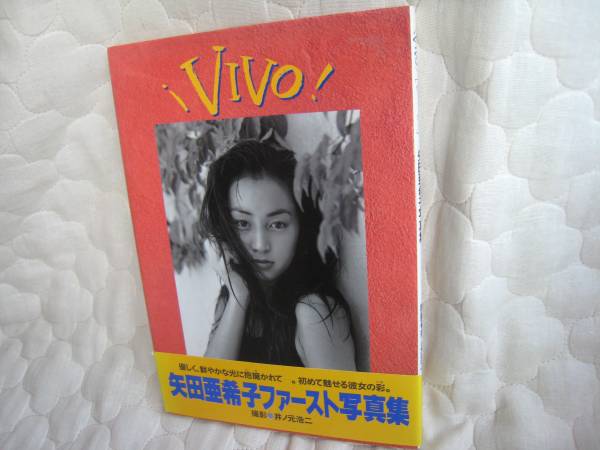 ¡VIVO!
優しく、鮮やかな光に抱擁かれて 。初めて魅せる彼女の彩。
矢田亜希子ファースト写真集
撮影●井ノ元浩二